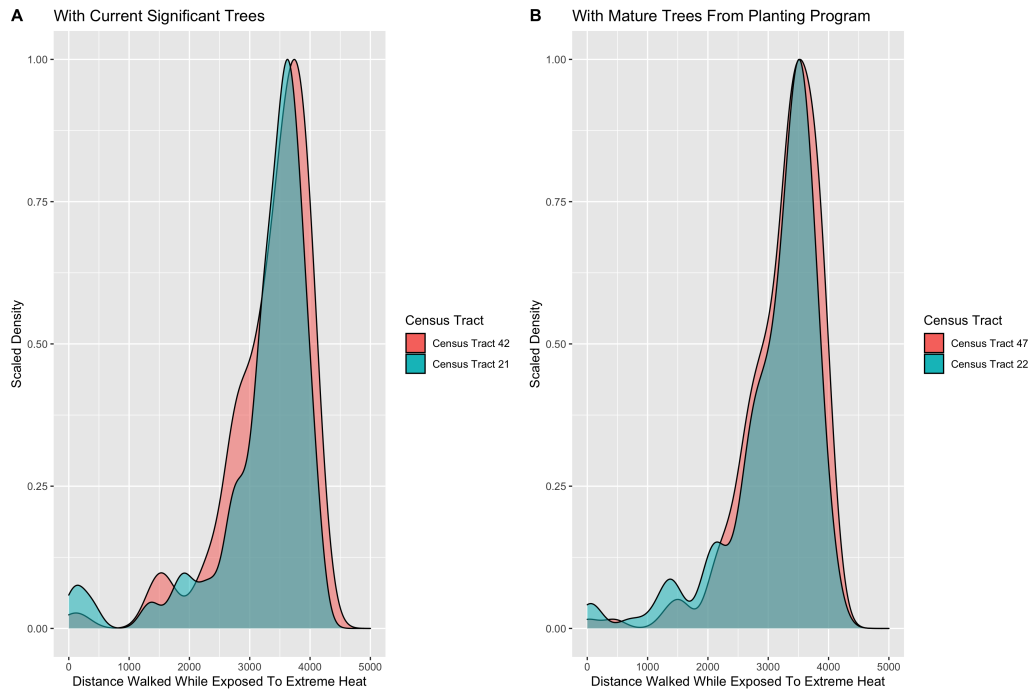 A
With Current Significant Trees
1.00
0.75
0.50
0.25
0.00
Scaled Density
0 1000 2000 3000 4000 5000
Distance Walked While Exposed To Extreme Heat
Census Tract
Census Tract 42
Census Tract 21
B
With Mature Trees From Planting Program
1.00
0.75
0.50
0.25
0.00
Scaled Density
0 1000 2000 3000 4000 5000
Distance Walked While Exposed To Extreme Heat
Census Tract
Census Tract 47
Census Tract 22